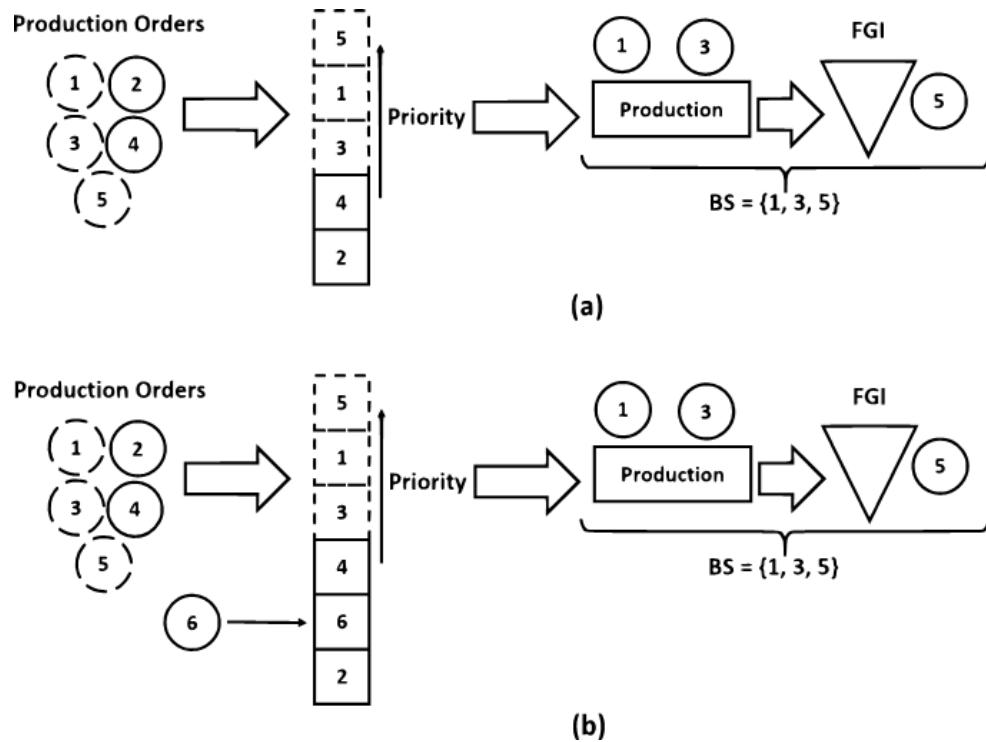 Production Orders
1 2
3 4
5
5
1
3
4
2
Priority
1 3
Production
FGI
5
BS = {1, 3, 5}
(a)
Production Orders
1 2
3 4
5
6
5
1
3
4
6
2
Priority
1 3
Production
FGI
5
BS = {1, 3, 5}
(b)